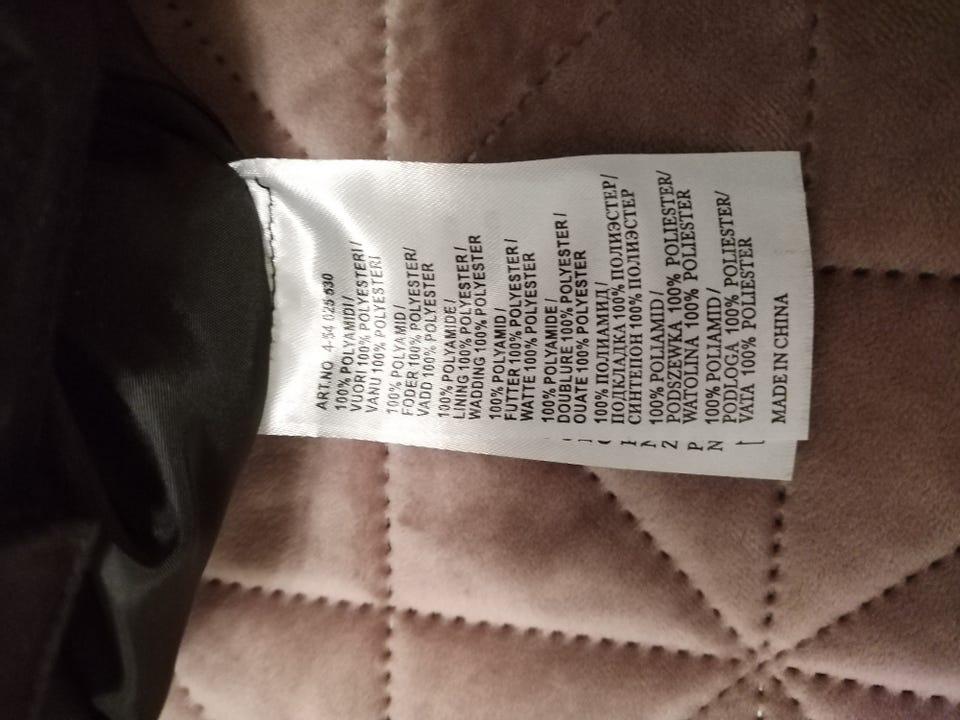 ART.NO 4-54 025 530
100% POLYAMIDI/
VUORI 100% POLYESTERI/
VANU 100% POLYESTERI
100% POLYAMID/
FODER 100% POLYESTER/
VADD 100% POLYESTER
100% POLYAMIDE/
LINING 100% POLYESTER/
WADDING 100% POLYESTER
100% POLYAMID/
FUTTER 100% POLYESTER/
WATTE 100% POLYESTER
100% POLYAMIDE/
DOUBLURE 100% POLYESTER/
OUATE 100% POLYESTER
100% ПОЛИАМИД/
ПОДКЛАДКА 100% ПОЛИЭСТЕР/
СИНТЕПОН 100% ПОЛИЭСТЕР
100% POLIAMID/
PODSZEWKA 100% POLIESTER/
WATOLINA 100% POLIESTER
100% POLIAMID/
PODLOGA 100% POLIESTER/
VATA 100% POLIESTER
MADE IN CHINA